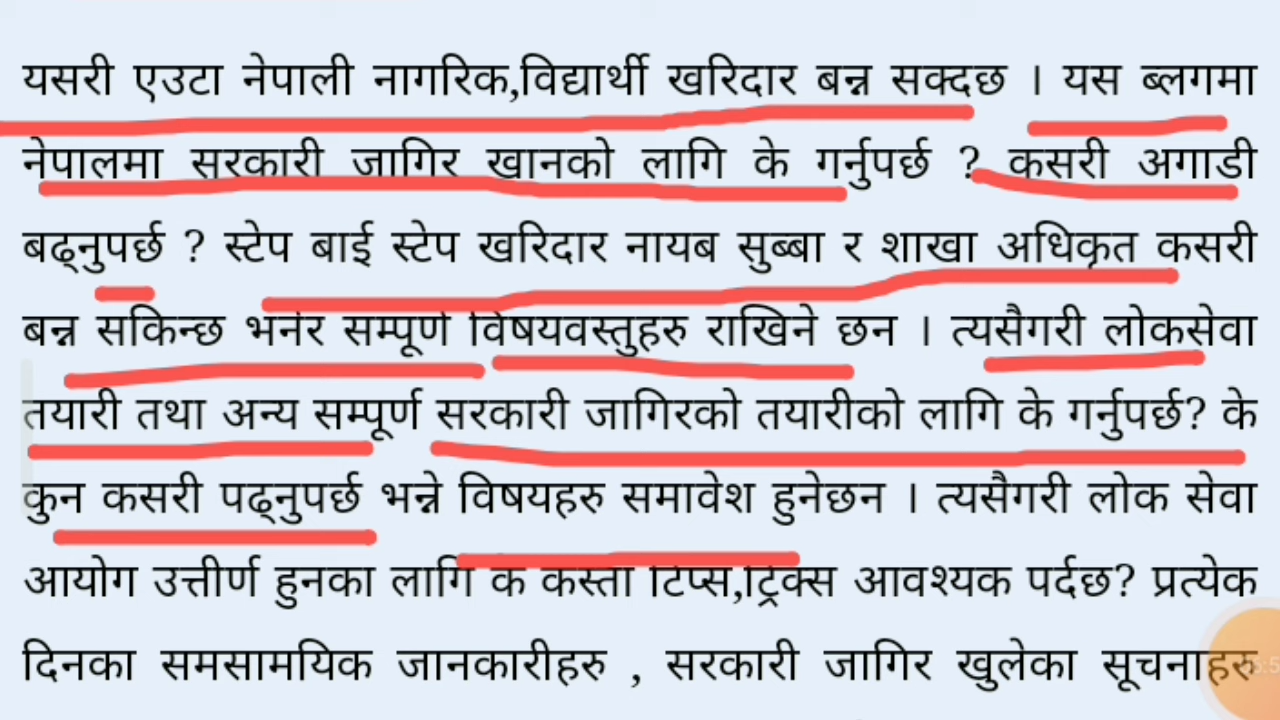 यसरी एउटा नेपाली नागरिक,विद्यार्थी खरिदार बन्न सक्दछ । यस ब्लगमा
नेपालमा सरकारी जागिर खानको लागि के गर्नुपर्छ ? कसरी अगाडी
बढ्नुपर्छ ? स्टेप बाई स्टेप खरिदार नायब सुब्बा र शाखा अधिकृत कसरी
बन्न सकिन्छ भनेर सम्पूर्ण विषयवस्तुहरु राखिने छन । त्यसैगरी लोकसेवा
तयारी तथा अन्य सम्पूर्ण सरकारी जागिरको तयारीको लागि के गर्नुपर्छ? के
कुन कसरी पढ्नुपर्छ भन्ने विषयहरु समावेश हुनेछन । त्यसैगरी लोक सेवा
आयोग उत्तीर्ण हुनका लागि के कस्ता टिप्स,ट्रिक्स आवश्यक पर्दछ? प्रत्येक
दिनका समसामयिक जानकारीहरु , सरकारी जागिर खुलेका सूचनाहरु